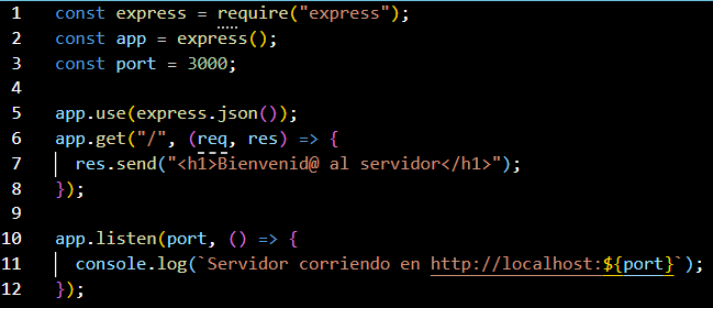 1 const express = require("express");
2 const app = express();
3 const port = 3000;
4
5 app.use(express.json());
6 app.get("/", (req, res) => {
7 res.send("<h1>Bienvenid@ al servidor</h1>");
8 });
9
10 app.listen(port, () => {
11 console.log(`Servidor corriendo en http://localhost:${port}`);
12 });